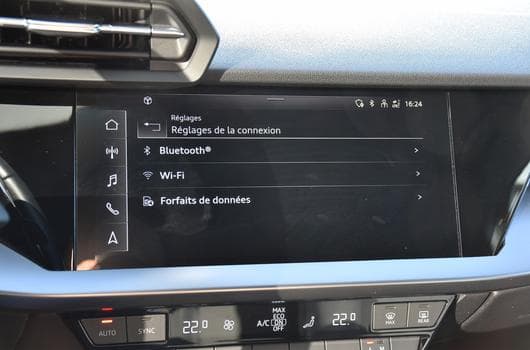 16:24
Réglages
Réglages de la connexion
Bluetooth®
Wi-Fi
Forfaits de données
AUTO
SYNC
22.0
A/C
MAX
ECO
ON
OFF
22.0
MAX
REAR